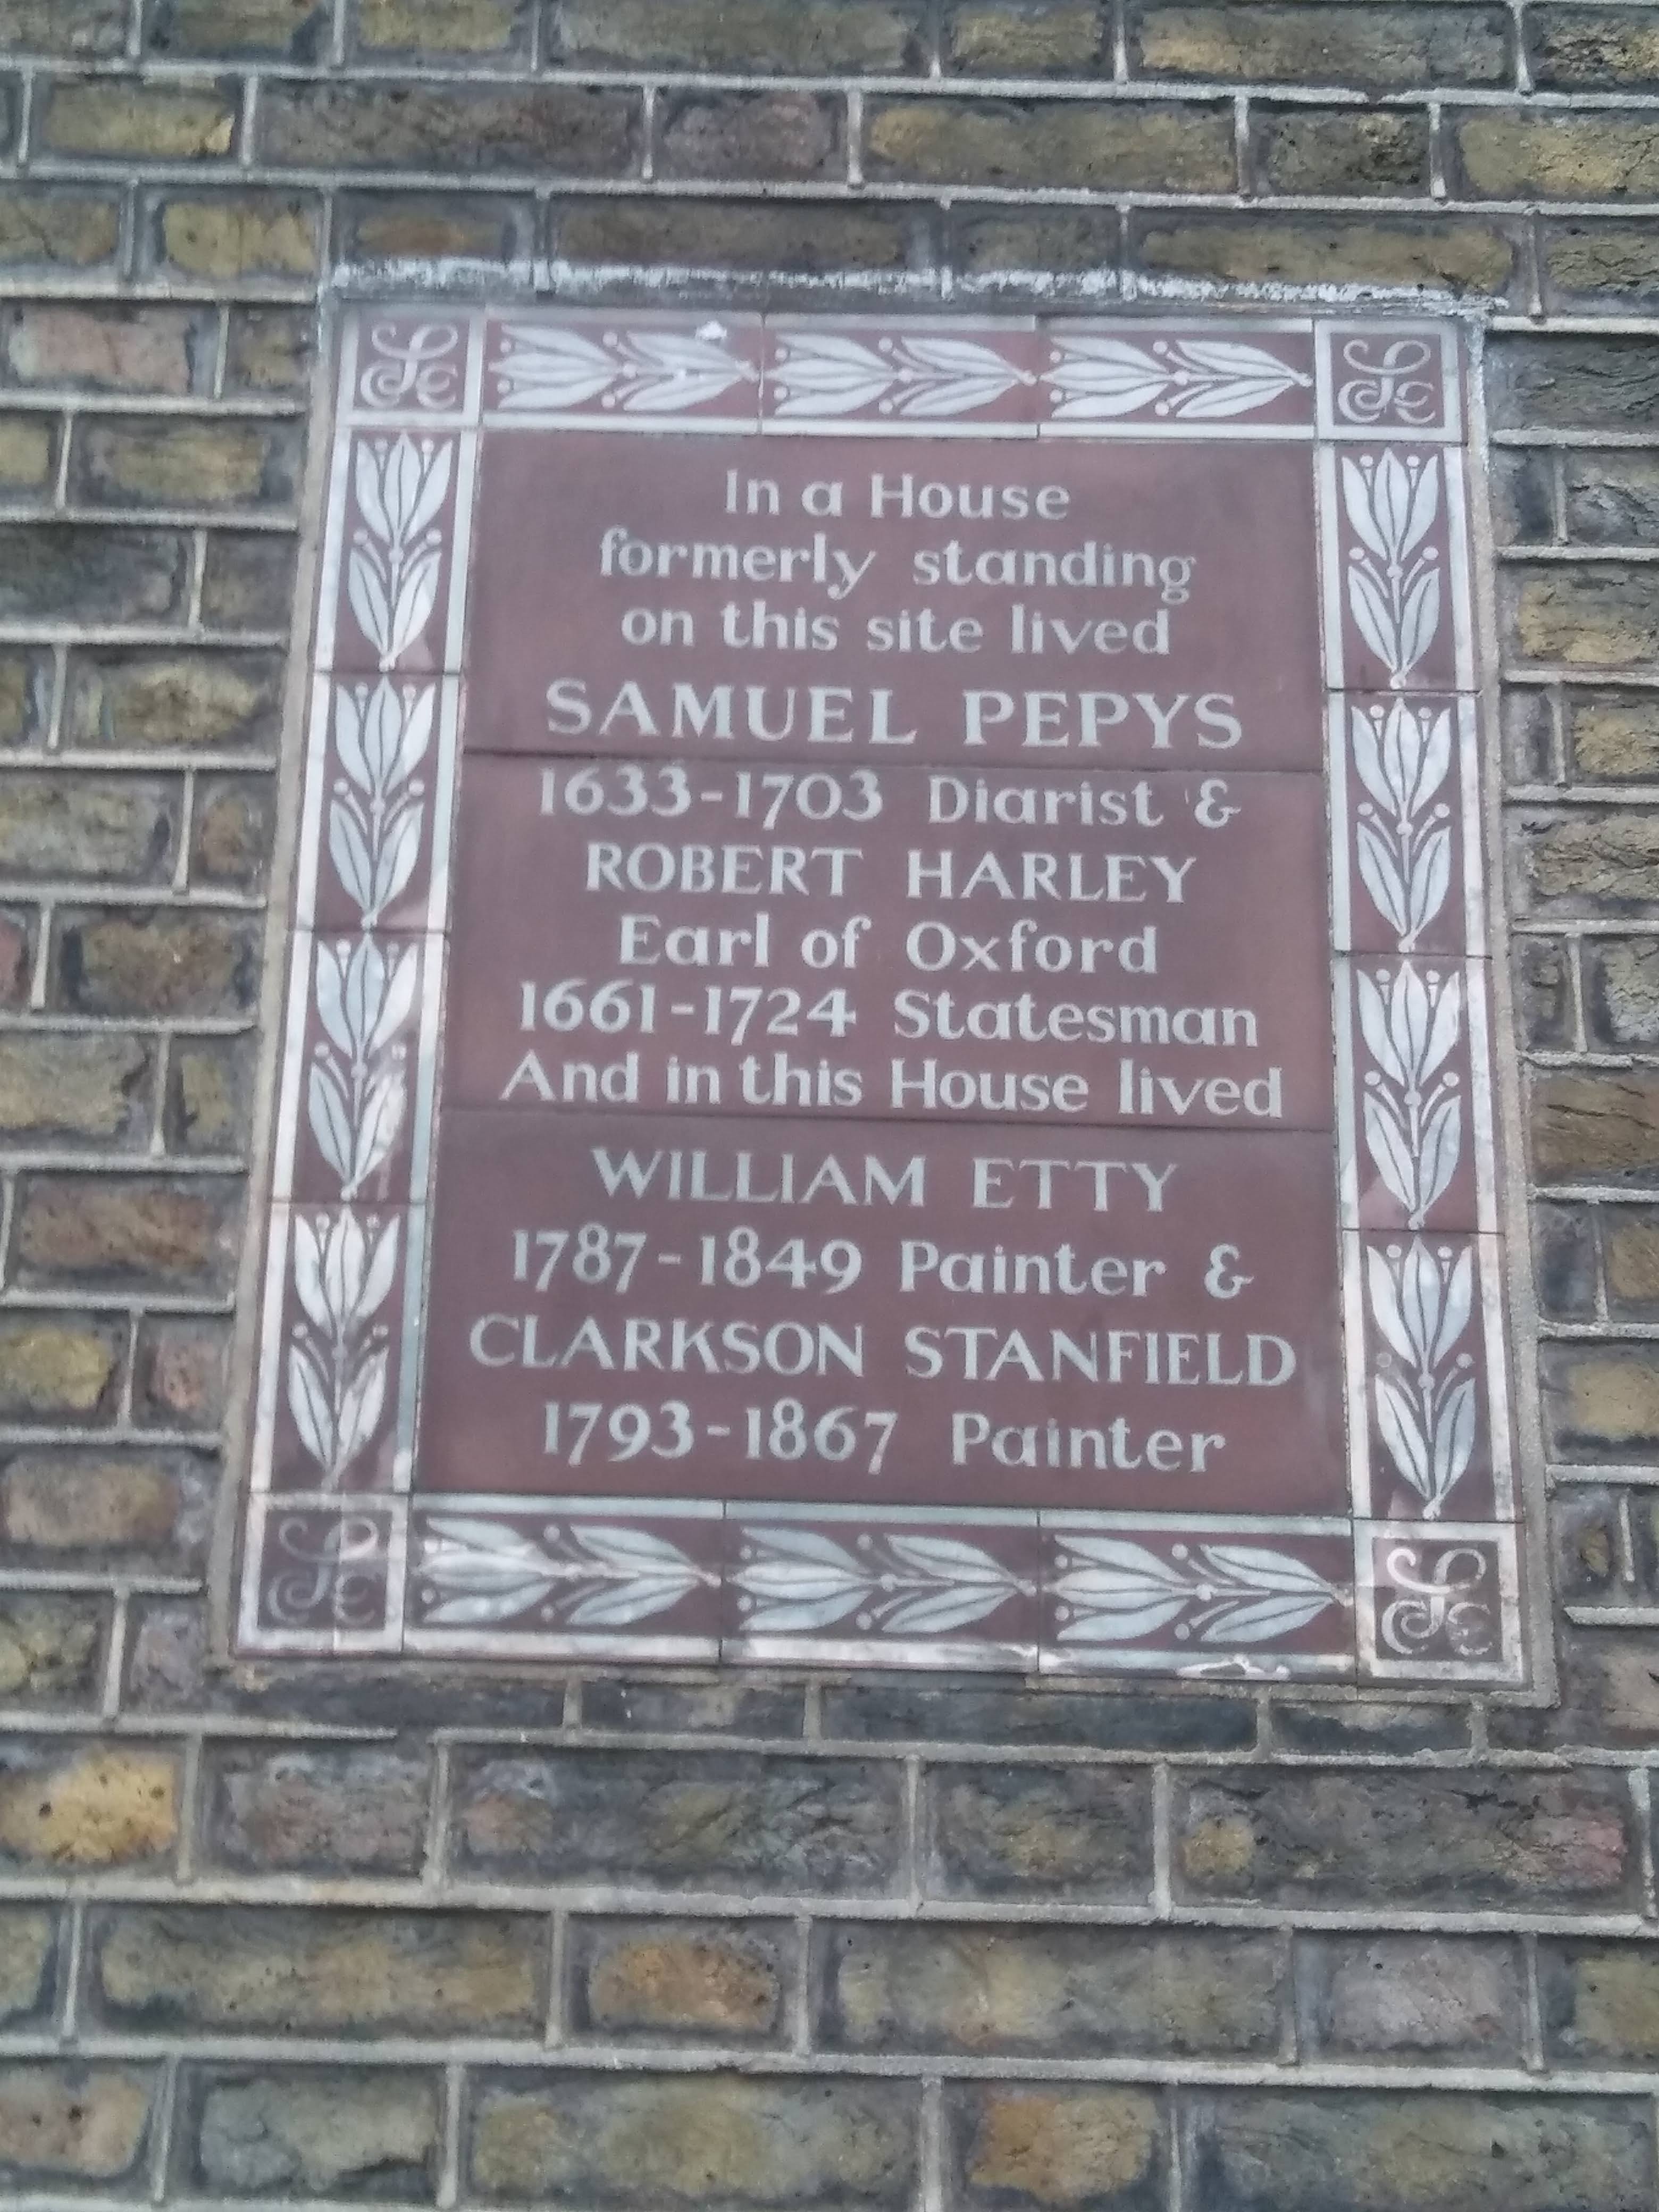 In a House
formerly standing
on this site lived
SAMUEL PEPYS
1633-1703 Diarist &
ROBERT HARLEY
Earl of Oxford
1661-1724 Statesman
And in this House lived
WILLIAM ETTY
1787-1849 Painter &
CLARKSON STANFIELD
1793-1867 Painter